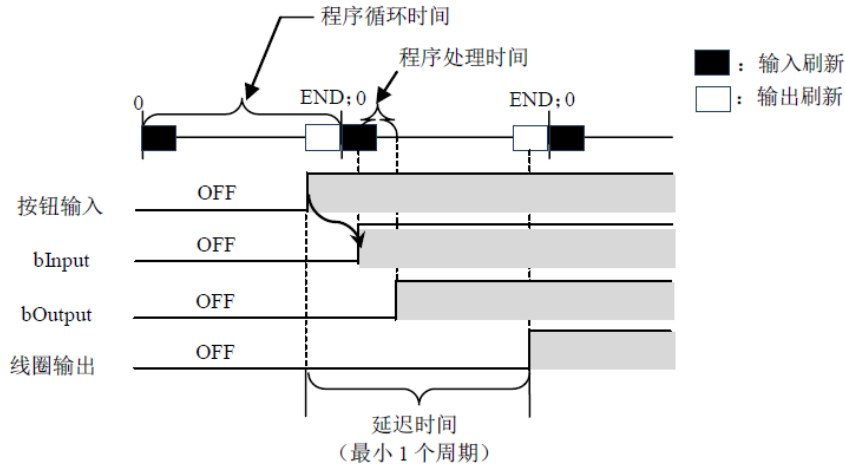 程序循环时间
程序处理时间
：输入刷新
：输出刷新
0
END；0
END；0
按钮输入
OFF
bInput
OFF
bOutput
OFF
线圈输出
OFF
延迟时间
（最小1个周期）